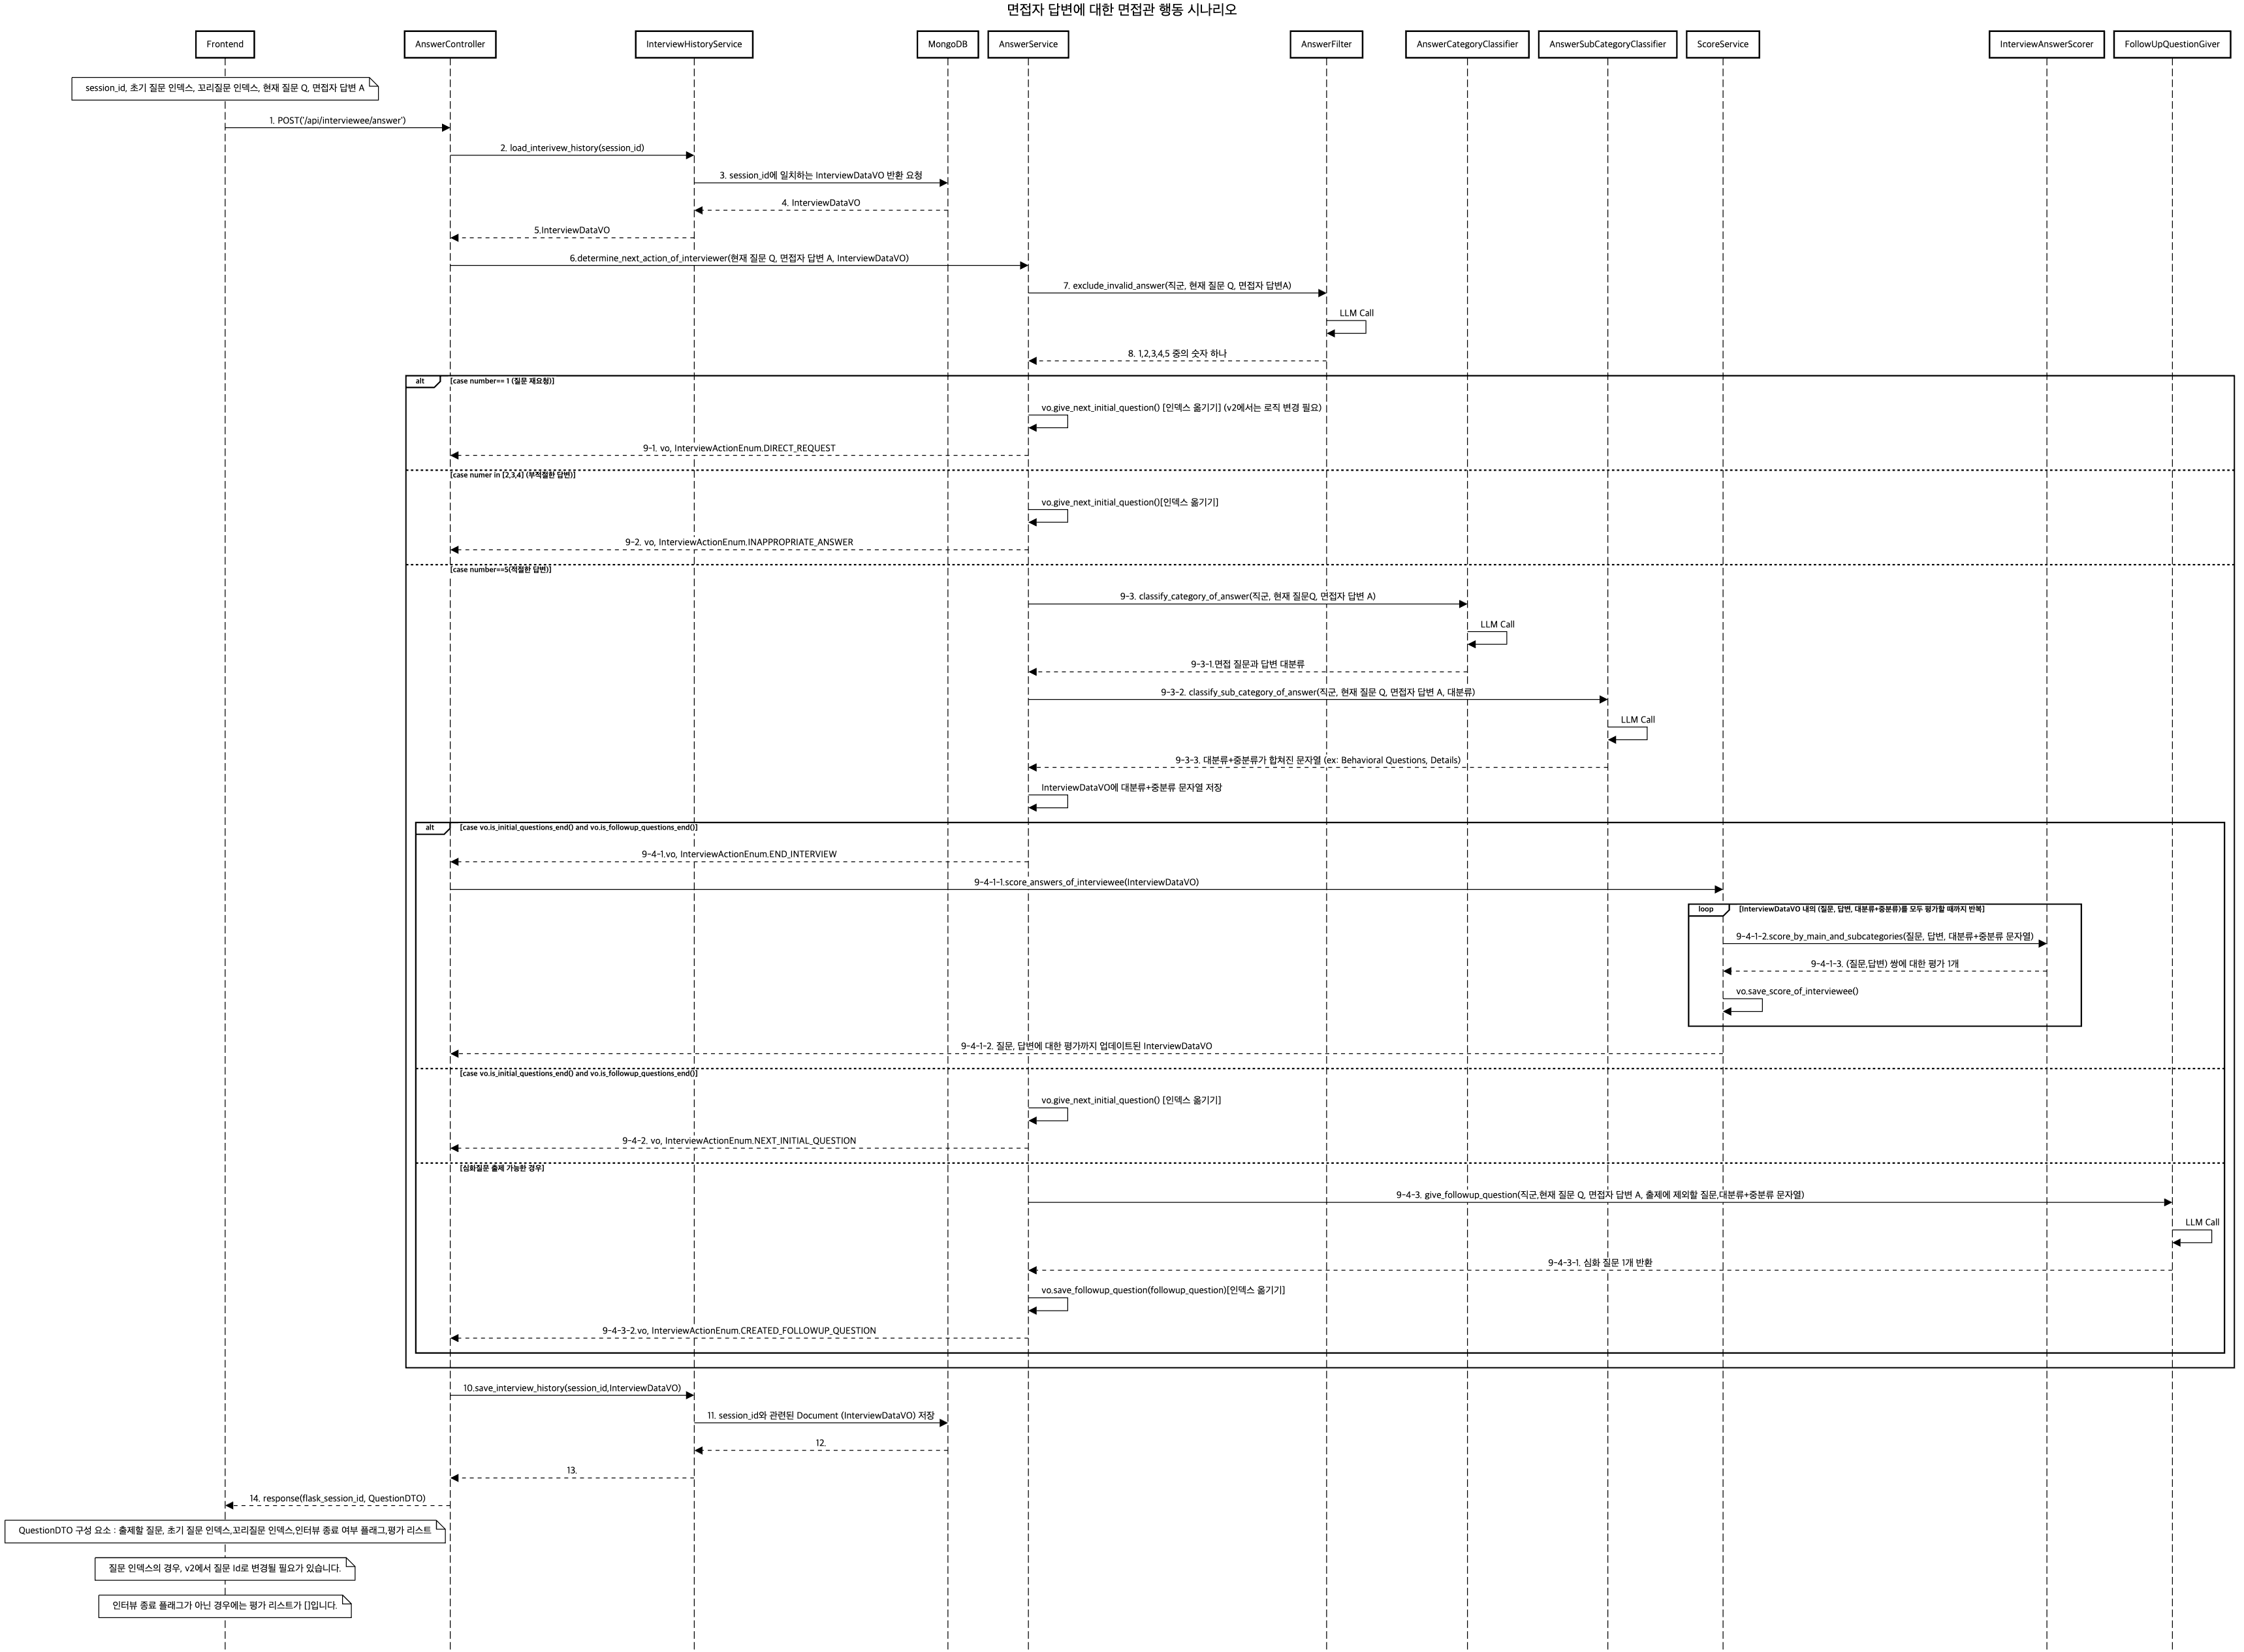 면접자 답변에 대한 면접관 행동 시나리오
Frontend
AnswerController
InterviewHistoryService
MongoDB
AnswerService
AnswerFilter
AnswerCategoryClassifier
AnswerSubCategoryClassifier
ScoreService
InterviewAnswerScorer
FollowUpQuestionGiver
session_id, 초기 질문 인덱스, 꼬리질문 인덱스, 현재 질문 Q, 면접자 답변 A
1. POST('/api/interviewee/answer')
2. load_interivew_history(session_id)
3. session_id에 일치하는 InterviewDataVO 반환 요청
4. InterviewDataVO
5.InterviewDataVO
6.determine_next_action_of_interviewer(현재 질문 Q, 면접자 답변 A, InterviewDataVO)
7. exclude_invalid_answer(직군, 현재 질문 Q, 면접자 답변A)
LLM Call
8. 1,2,3,4,5 중의 숫자 하나
alt
[case number== 1 (질문 재요청)]
vo.give_next_initial_question() [인덱스 옮기기] (v2에서는 로직 변경 필요)
9-1. vo, InterviewActionEnum.DIRECT_REQUEST
[case numer in [2,3,4] (부적절한 답변)]
vo.give_next_initial_question()[인덱스 옮기기]
9-2. vo, InterviewActionEnum.INAPPROPRIATE_ANSWER
[case number==5(적절한 답변)]
9-3. classify_category_of_answer(직군, 현재 질문Q, 면접자 답변 A)
LLM Call
9-3-1.면접 질문과 답변 대분류
9-3-2. classify_sub_category_of_answer(직군, 현재 질문 Q, 면접자 답변 A, 대분류)
LLM Call
9-3-3. 대분류+중분류가 합쳐진 문자열 (ex: Behavioral Questions, Details)
InterviewDataVO에 대분류+중분류 문자열 저장
alt
[case vo.is_initial_questions_end() and vo.is_followup_questions_end()]
9-4-1.vo, InterviewActionEnum.END_INTERVIEW
9-4-1-1.score_answers_of_interviewee(InterviewDataVO)
loop
[InterviewDataVO 내의 (질문, 답변, 대분류+중분류)를 모두 평가할 때까지 반복]
9-4-1-2.score_by_main_and_subcategories(질문, 답변, 대분류+중분류 문자열)
9-4-1-3. (질문,답변) 쌍에 대한 평가 1개
vo.save_score_of_interviewee()
9-4-1-2. 질문, 답변에 대한 평가까지 업데이트된 InterviewDataVO
[case vo.is_initial_questions_end() and vo.is_followup_questions_end()]
vo.give_next_initial_question() [인덱스 옮기기]
9-4-2. vo, InterviewActionEnum.NEXT_INITIAL_QUESTION
[심화질문 출제 가능한 경우]
9-4-3. give_followup_question(직군,현재 질문 Q, 면접자 답변 A, 출제에 제외할 질문,대분류+중분류 문자열)
LLM Call
9-4-3-1. 심화 질문 1개 반환
vo.save_followup_question(followup_question)[인덱스 옮기기]
9-4-3-2.vo, InterviewActionEnum.CREATED_FOLLOWUP_QUESTION
10.save_interview_history(session_id,InterviewDataVO)
11. session_id와 관련된 Document (InterviewDataVO) 저장
12.
13.
14. response(flask_session_id, QuestionDTO)
QuestionDTO 구성 요소 : 출제할 질문, 초기 질문 인덱스,꼬리질문 인덱스,인터뷰 종료 여부 플래그,평가 리스트
질문 인덱스의 경우, v2에서 질문 Id로 변경될 필요가 있습니다.
인터뷰 종료 플래그가 아닌 경우에는 평가 리스트가 []입니다.